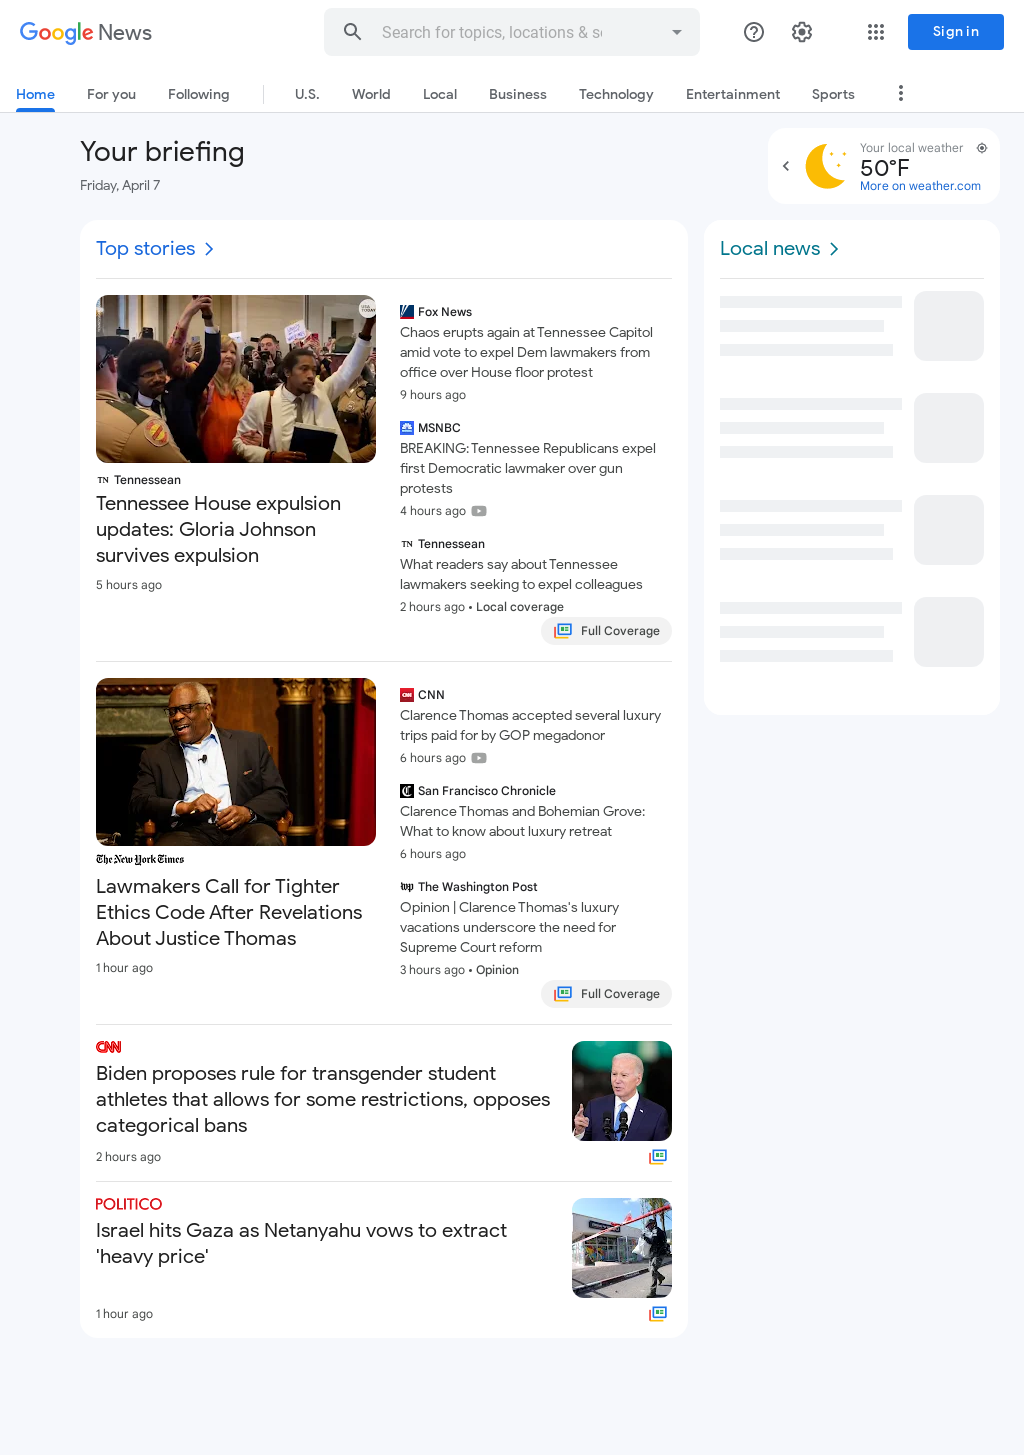 Google News
Search for topics, locations & so
Sign in
Home
For you
Following
U.S.
World
Local
Business
Technology
Entertainment
Sports
Your briefing
Friday, April 7
Your local weather
50°F
More on weather.com
Top stories
USA
TODAY
TN Tennessean
Tennessee House expulsion
updates: Gloria Johnson
survives expulsion
5 hours ago
Fox News
Chaos erupts again at Tennessee Capitol
amid vote to expel Dem lawmakers from
office over House floor protest
9 hours ago
MSNBC
BREAKING: Tennessee Republicans expel
first Democratic lawmaker over gun
protests
4 hours ago
TN Tennessean
What readers say about Tennessee
lawmakers seeking to expel colleagues
2 hours ago • Local coverage
Full Coverage
The New York Times
Lawmakers Call for Tighter
Ethics Code After Revelations
About Justice Thomas
1 hour ago
CNN CNN
Clarence Thomas accepted several luxury
trips paid for by GOP megadonor
6 hours ago
San Francisco Chronicle
Clarence Thomas and Bohemian Grove:
What to know about luxury retreat
6 hours ago
wp The Washington Post
Opinion | Clarence Thomas's luxury
vacations underscore the need for
Supreme Court reform
3 hours ago • Opinion
Full Coverage
CNN
Biden proposes rule for transgender student
athletes that allows for some restrictions, opposes
categorical bans
2 hours ago
POLITICO
Israel hits Gaza as Netanyahu vows to extract
'heavy price'
1 hour ago
Local news